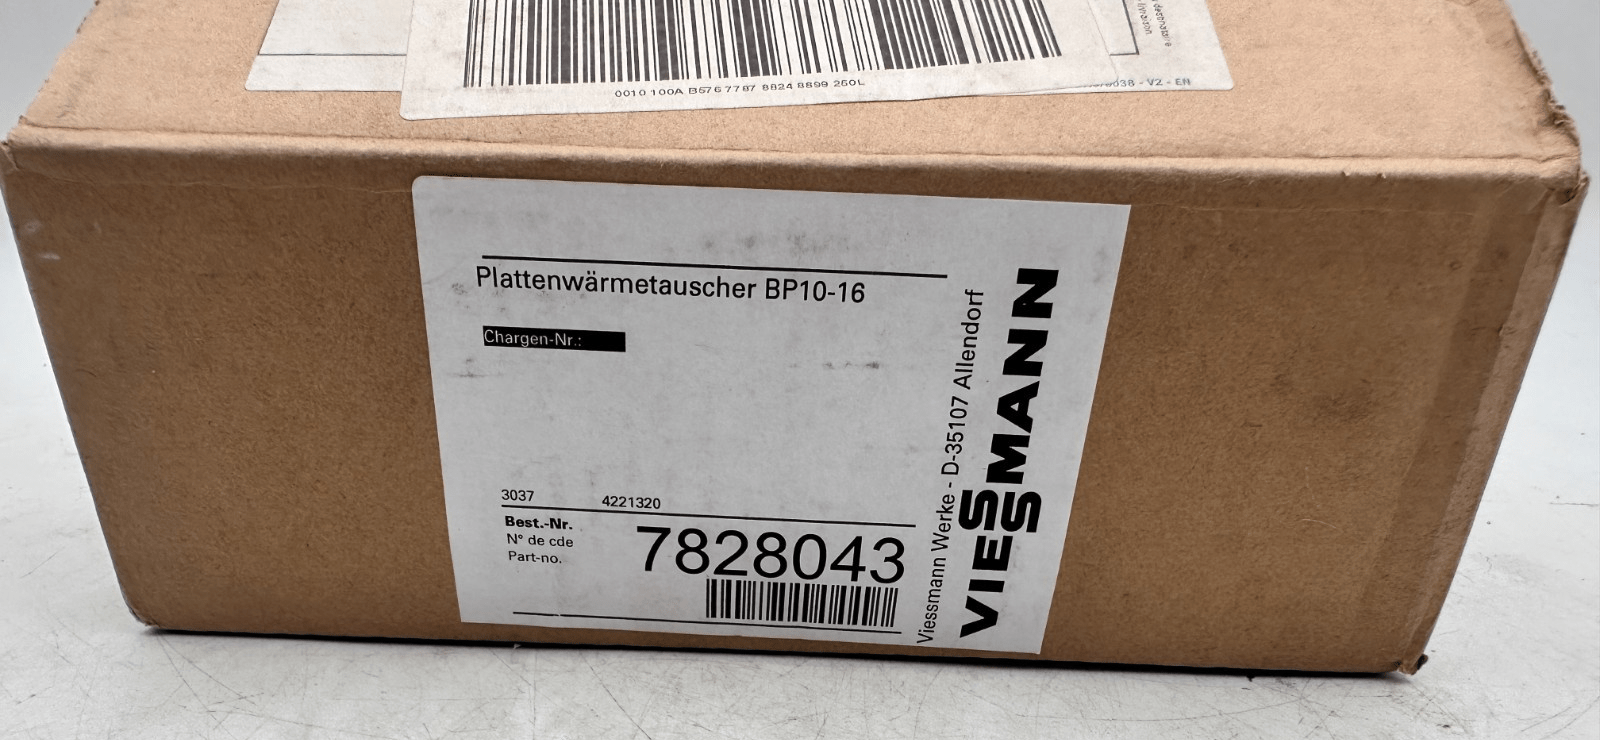 0010 100A B576 7787 8824 8899 250L
- V2 - EN
Plattenwärmetauscher BP10-16
Chargen-Nr.:
3037 4221320
Best.-Nr.
N° de cde
Part-no.
7828043
Viessmann Werke - D-35107 Allendorf
VIESSMANN